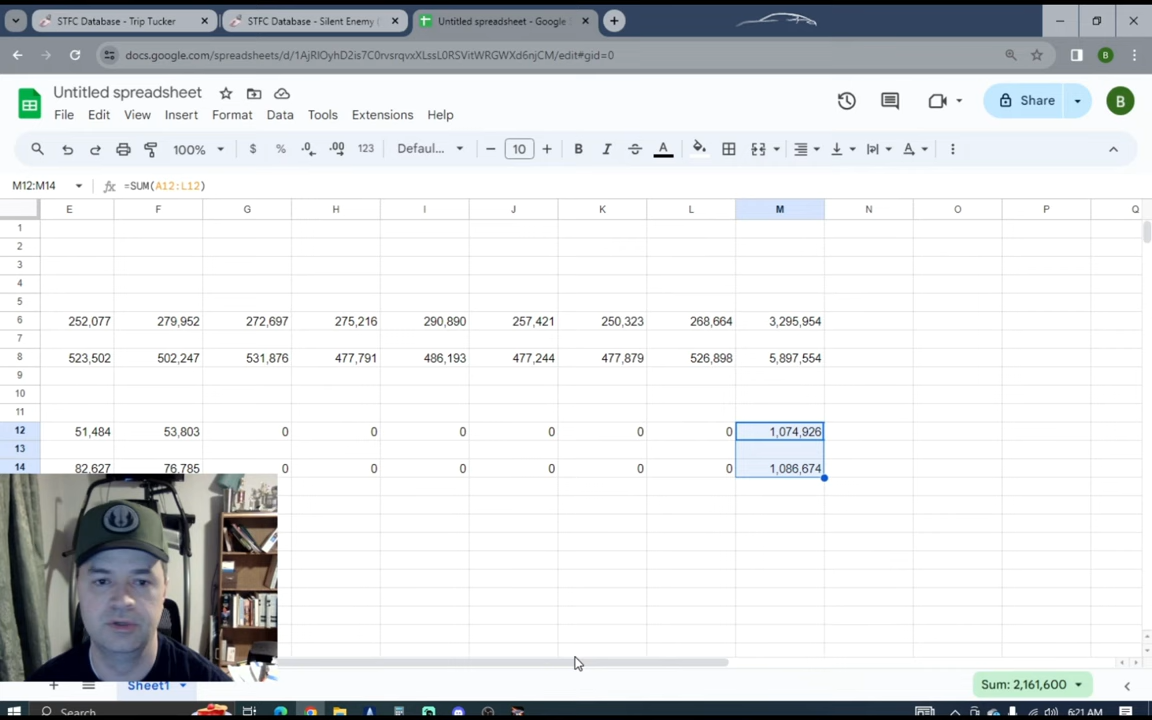 STFC Database - Trip Tucker
STFC Database - Silent Enemy (
Untitled spreadsheet - Google
docs.google.com/spreadsheets/d/1AjRIOyhD2is7C0rvsrqvxXLssL0RSVitWRGWXd6njCM/edit#gid=0
B
Untitled spreadsheet
File Edit View Insert Format Data Tools Extensions Help
Share
B
100% $ % .0 .00 123 Defaul... 10 B I A
M12:M14 fx =SUM(A12:L12)
E F G H I J K L M N O P Q
1
2
3
4
5
6 252,077 279,952 272,697 275,216 290,890 257,421 250,323 268,664 3,295,954
7
8 523,502 502,247 531,876 477,791 486,193 477,244 477,879 526,898 5,897,554
9
10
11
12 51,484 53,803 0 0 0 0 0 0 1,074,926
13
14 82,627 76,785 0 0 0 0 0 0 1,086,674
Sheet1
Sum: 2,161,600
Search
6:21 AM